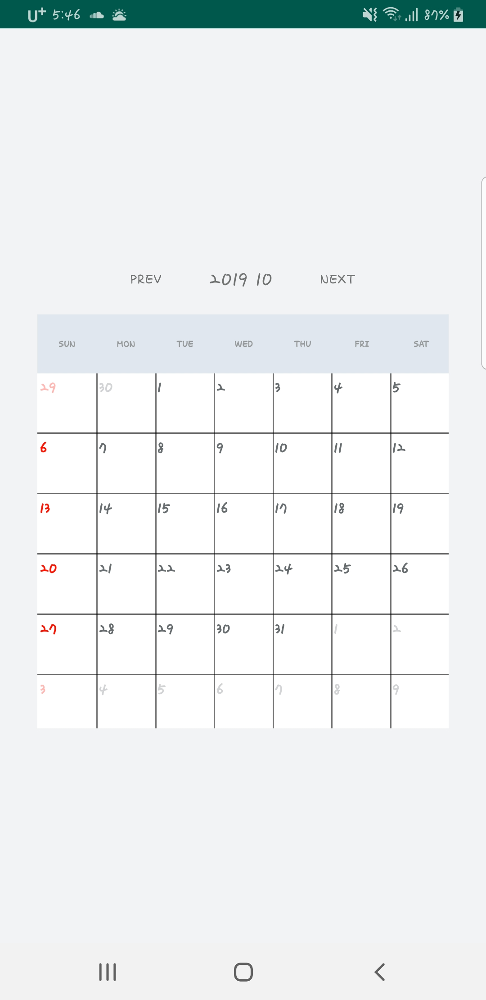 U+ 5:46 87%
PREV 2019 10 NEXT
SUN MON TUE WED THU FRI SAT
29 30 1 2 3 4 5
6 7 8 9 10 11 12
13 14 15 16 17 18 19
20 21 22 23 24 25 26
27 28 29 30 31 1 2
3 4 5 6 7 8 9